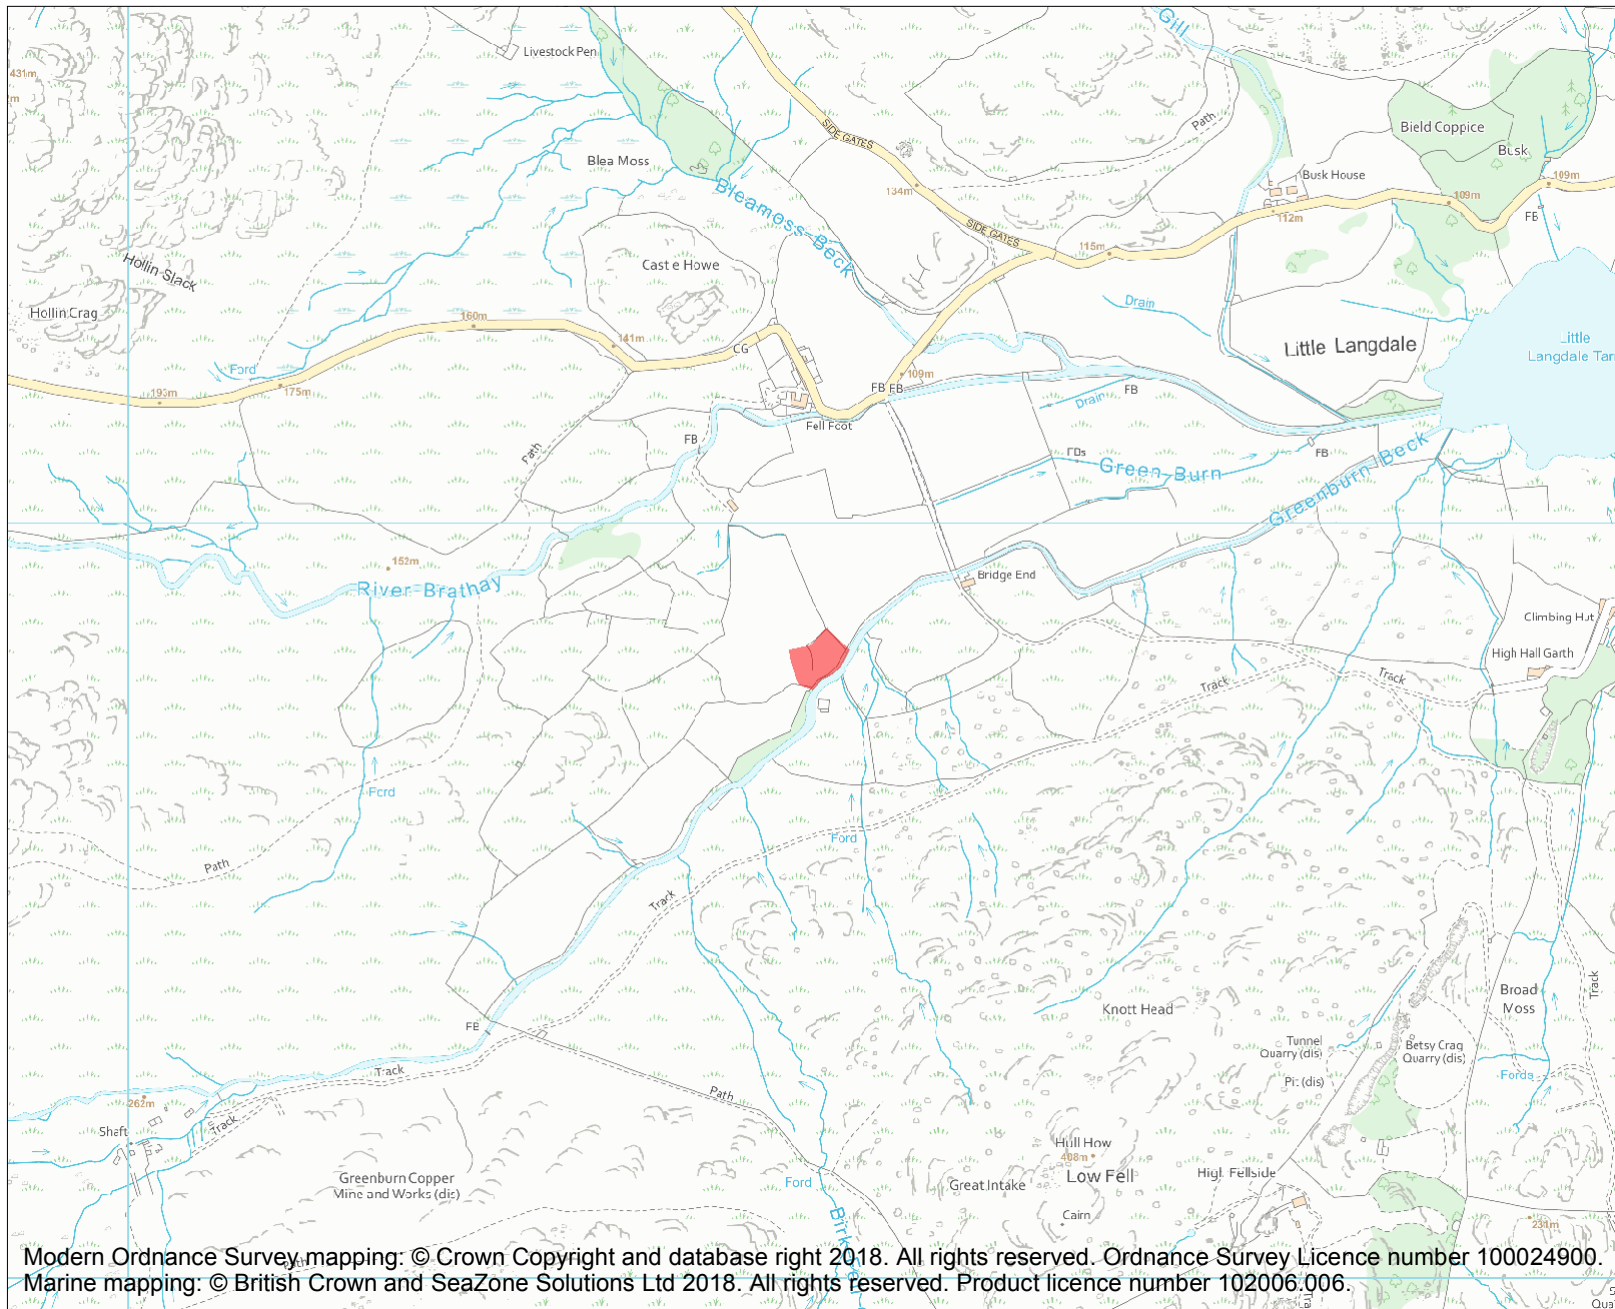 Gill
Livestock Pen
431m
SIDE GATES
Path
Bield Coppice
Busk
Blea Moss
Busk House
109m
134m
109m
Bleamoss Beck
FB
112m
SIDE GATES
115m
Hollin Slack
Castle Howe
Drain
Hollin Crag
160m
141m
CG
Little Langdale
Little
Langdale Tarn
Ford
175m
193m
109m
FB FB
FB
Drain
Fell Foot
FB
Path
FDs
Green Burn
FB
Greenburn Beck
152m
River Brathay
Bridge End
Climbing Hut
High Hall Garth
Track
Track
Ford
Ford
Path
Track
Track
Knott Head
Broad
Moss
FB
Tunnel
Quarry (dis)
Betsy Crag
Quarry (dis)
Track
Pit (dis)
Fords
Path
262m
Shaft
Track
Hull How
408m
Low Fell
High Fellside
Greenburn Copper
Mine and Works (dis)
Ford
Great Intake
Cairn
231m
Path
Modern Ordnance Survey mapping: © Crown Copyright and database right 2018. All rights reserved. Ordnance Survey Licence number 100024900.
Marine mapping: © British Crown and SeaZone Solutions Ltd 2018. All rights reserved. Product licence number 102006.006.